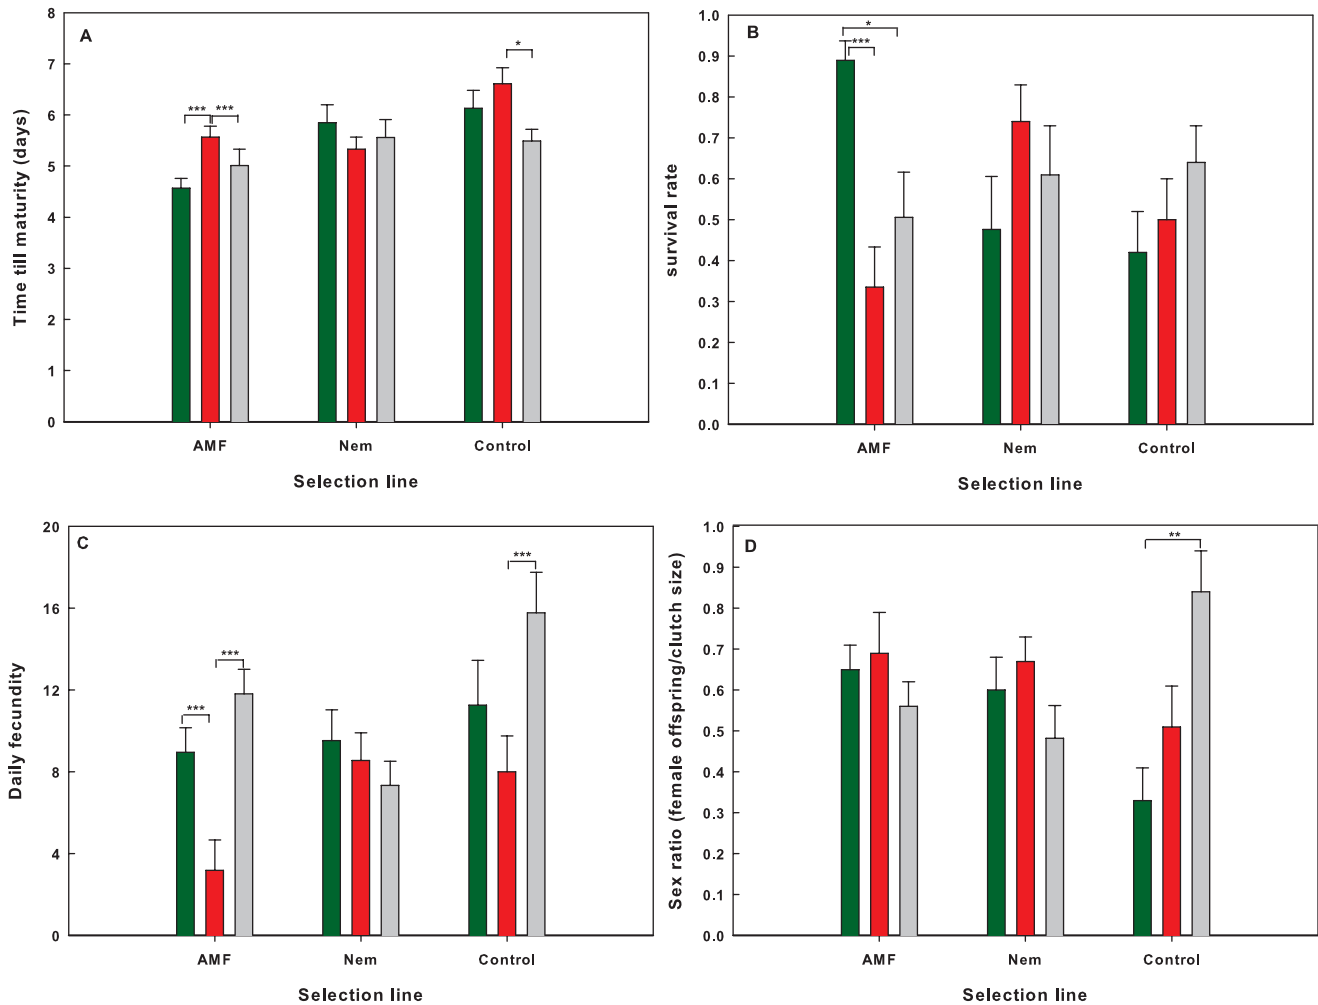 A
Time till maturity (days)
8
7
6
5
4
3
2
1
0
***
***
*
AMF Nem Control
Selection line
B
survival rate
1.0
0.9
0.8
0.7
0.6
0.5
0.4
0.3
0.2
0.1
0.0
*
***
AMF Nem Control
Selection line
C
Daily fecundity
20
16
12
8
4
0
***
***
***
AMF Nem Control
Selection line
D
Sex ratio (female offspring/clutch size)
1.0
0.9
0.8
0.7
0.6
0.5
0.4
0.3
0.2
0.1
0.0
**
AMF Nem Control
Selection line